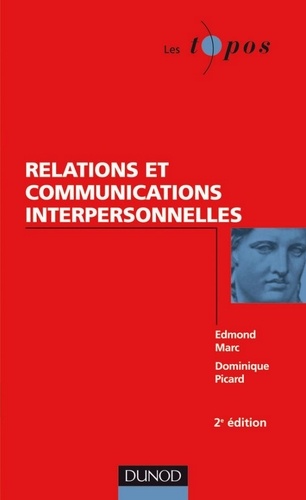 Les tOpos
RELATIONS ET
COMMUNICATIONS
INTERPERSONNELLES
Edmond
Marc
Dominique
Picard
2e édition
DUNOD